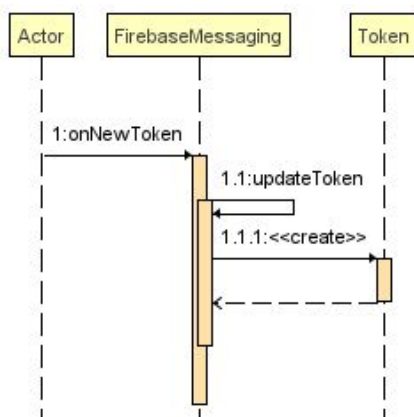 Actor
FirebaseMessaging
Token
1:onNewToken
1.1:updateToken
1.1.1:<<create>>